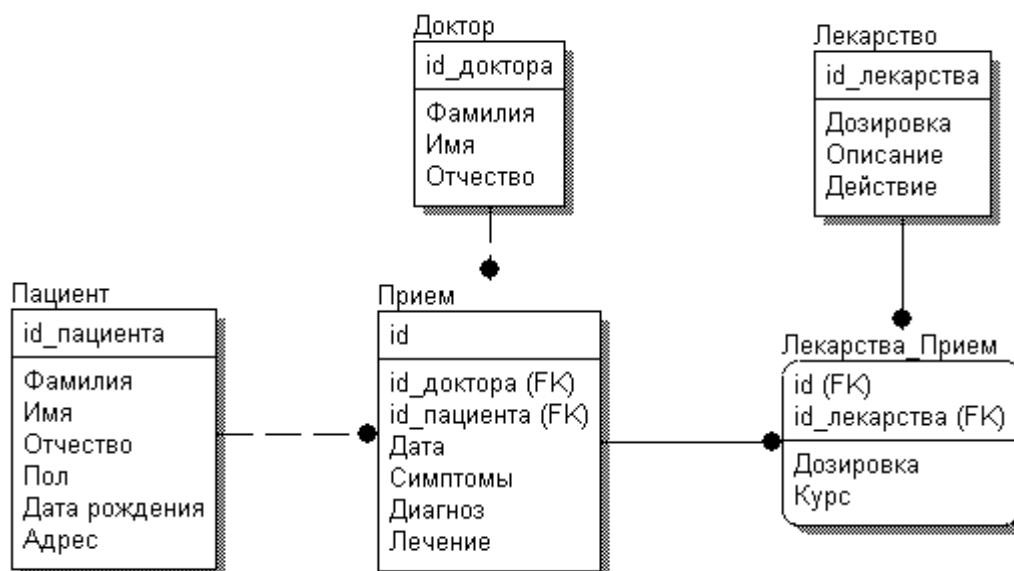 Доктор
id_доктора
Фамилия
Имя
Отчество
Лекарство
id_лекарства
Дозировка
Описание
Действие
Пациент
id_пациента
Фамилия
Имя
Отчество
Пол
Дата рождения
Адрес
Прием
id
id_доктора (FK)
id_пациента (FK)
Дата
Симптомы
Диагноз
Лечение
Лекарства_Прием
id (FK)
id_лекарства (FK)
Дозировка
Курс